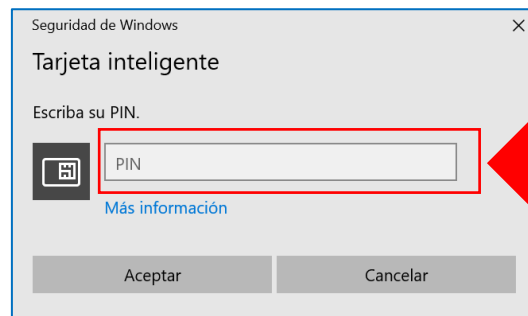 Seguridad de Windows
Tarjeta inteligente
Escriba su PIN.
PIN
Más información
Aceptar Cancelar